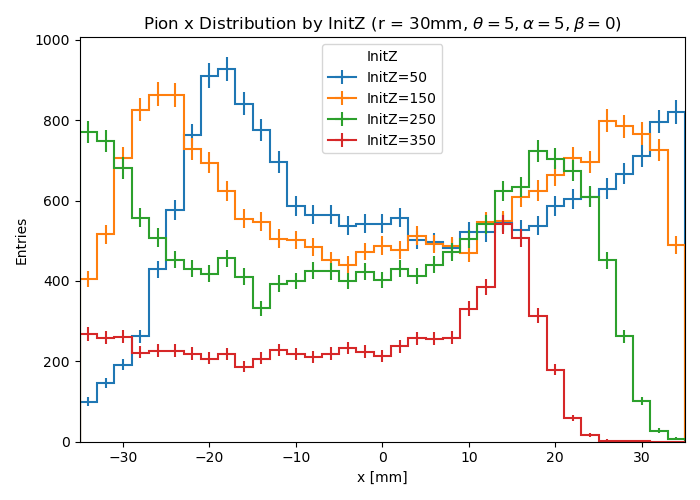 Pion x Distribution by InitZ (r = 30mm, θ = 5, α = 5, β = 0)
1000
800
600
400
200
0
Entries
InitZ
InitZ=50
InitZ=150
InitZ=250
InitZ=350
−30 −20 −10 0 10 20 30
x [mm]